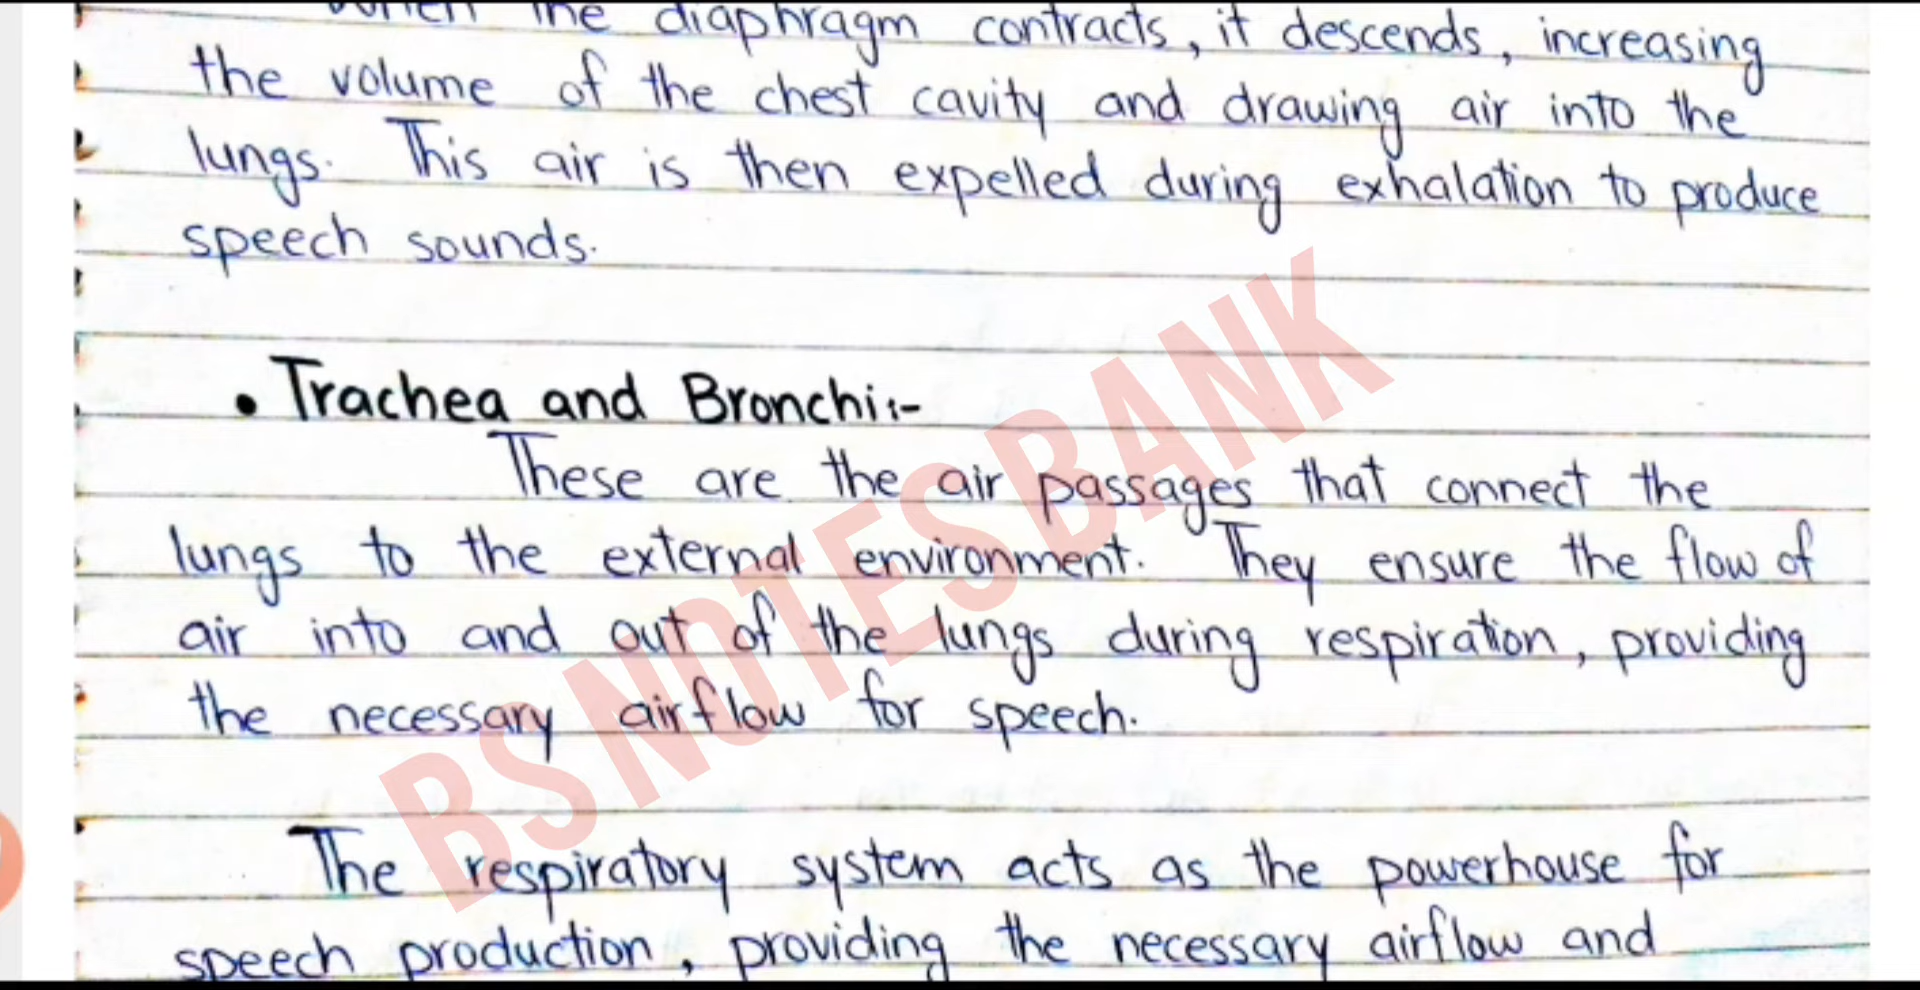 When the diaphragm contracts, it descends, increasing
the volume of the chest cavity and drawing air into the
lungs. This air is then expelled during exhalation to produce
speech sounds.
• Trachea and Bronchi:-
These are the air passages that connect the
lungs to the external environment. They ensure the flow of
air into and out of the lungs during respiration, providing
the necessary airflow for speech.
The respiratory system acts as the powerhouse for
speech production, providing the necessary airflow and
BS NOTES BANK